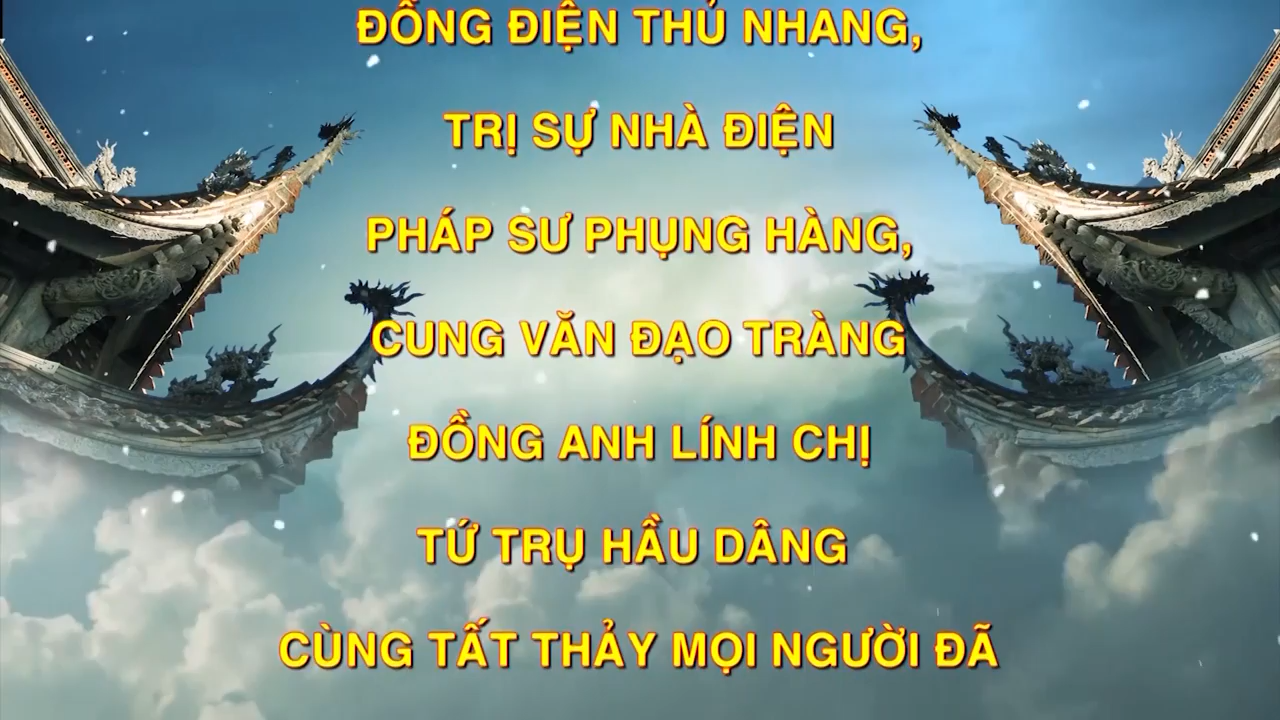 ĐỒNG ĐIỆN THỦ NHANG,
TRỊ SỰ NHÀ ĐIỆN
PHÁP SƯ PHỤNG HÀNG,
CUNG VĂN ĐẠO TRÀNG
ĐỒNG ANH LÍNH CHỊ
TỨ TRỤ HẦU DÂNG
CÙNG TẤT THẢY MỌI NGƯỜI ĐÃ